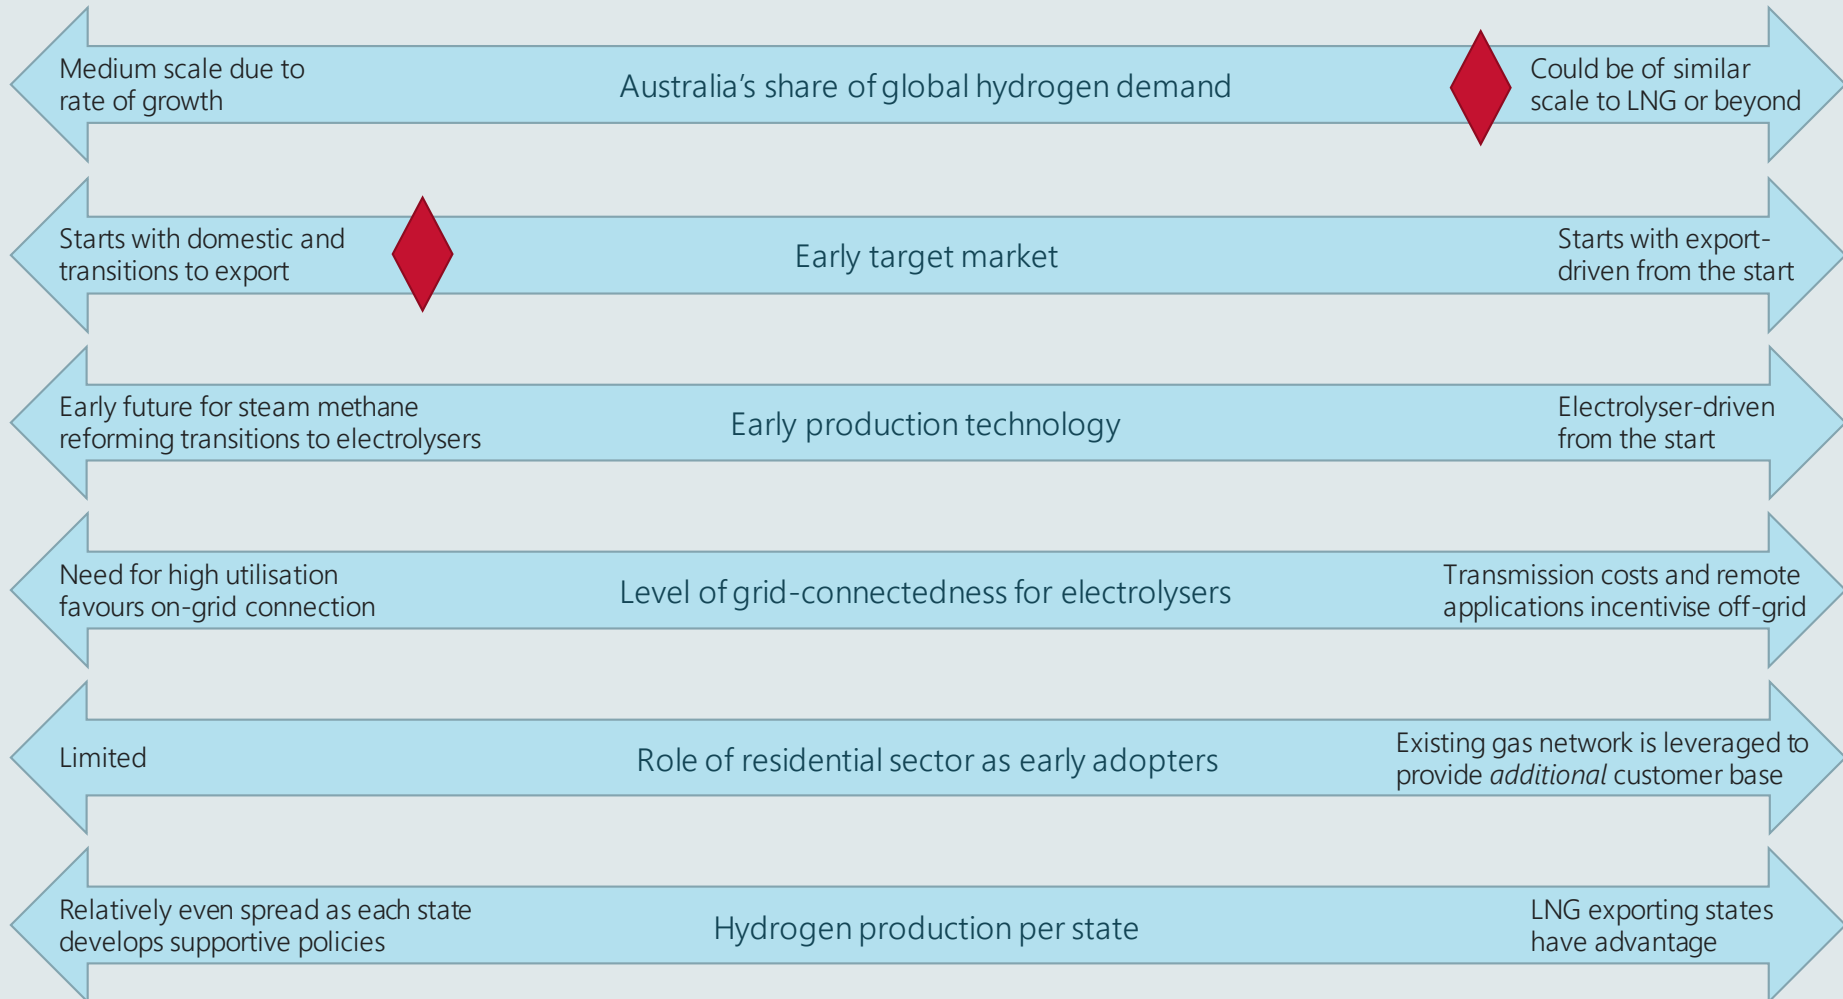 Medium scale due to
rate of growth
Australia's share of global hydrogen demand
Could be of similar
scale to LNG or beyond
Starts with domestic and
transitions to export
Early target market
Starts with export-
driven from the start
Early future for steam methane
reforming transitions to electrolysers
Early production technology
Electrolyser-driven
from the start
Need for high utilisation
favours on-grid connection
Level of grid-connectedness for electrolysers
Transmission costs and remote
applications incentivise off-grid
Limited
Role of residential sector as early adopters
Existing gas network is leveraged to
provide additional customer base
Relatively even spread as each state
develops supportive policies
Hydrogen production per state
LNG exporting states
have advantage